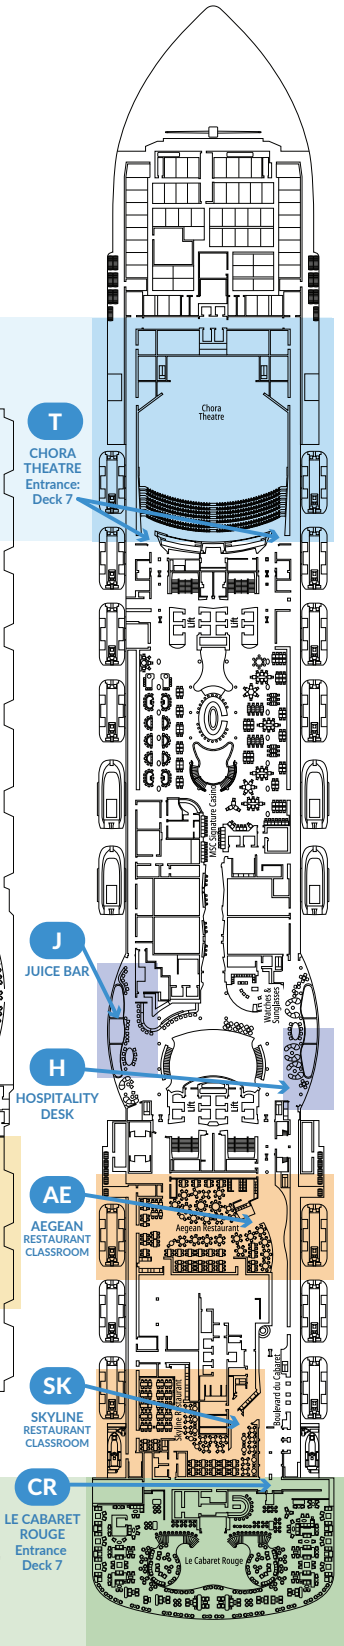 Chora
Theatre
T
CHORA
THEATRE
Entrance:
Deck 7
Lift
Lift
MSC Signature Casino
J
JUICE BAR
Watches &
Sunglasses
H
HOSPITALITY
DESK
Lift
Lift
AE
AEGEAN
RESTAURANT
CLASSROOM
Aegean Restaurant
Boulevard du Cabaret
SK
SKYLINE
RESTAURANT
CLASSROOM
Skyline Restaurant
CR
LE CABARET
ROUGE
Entrance
Deck 7
Le Cabaret Rouge